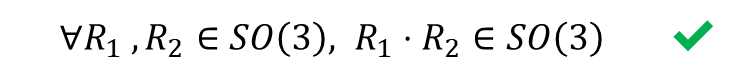 ∀R₁ ,R₂ ∈ SO(3), R₁ · R₂ ∈ SO(3)